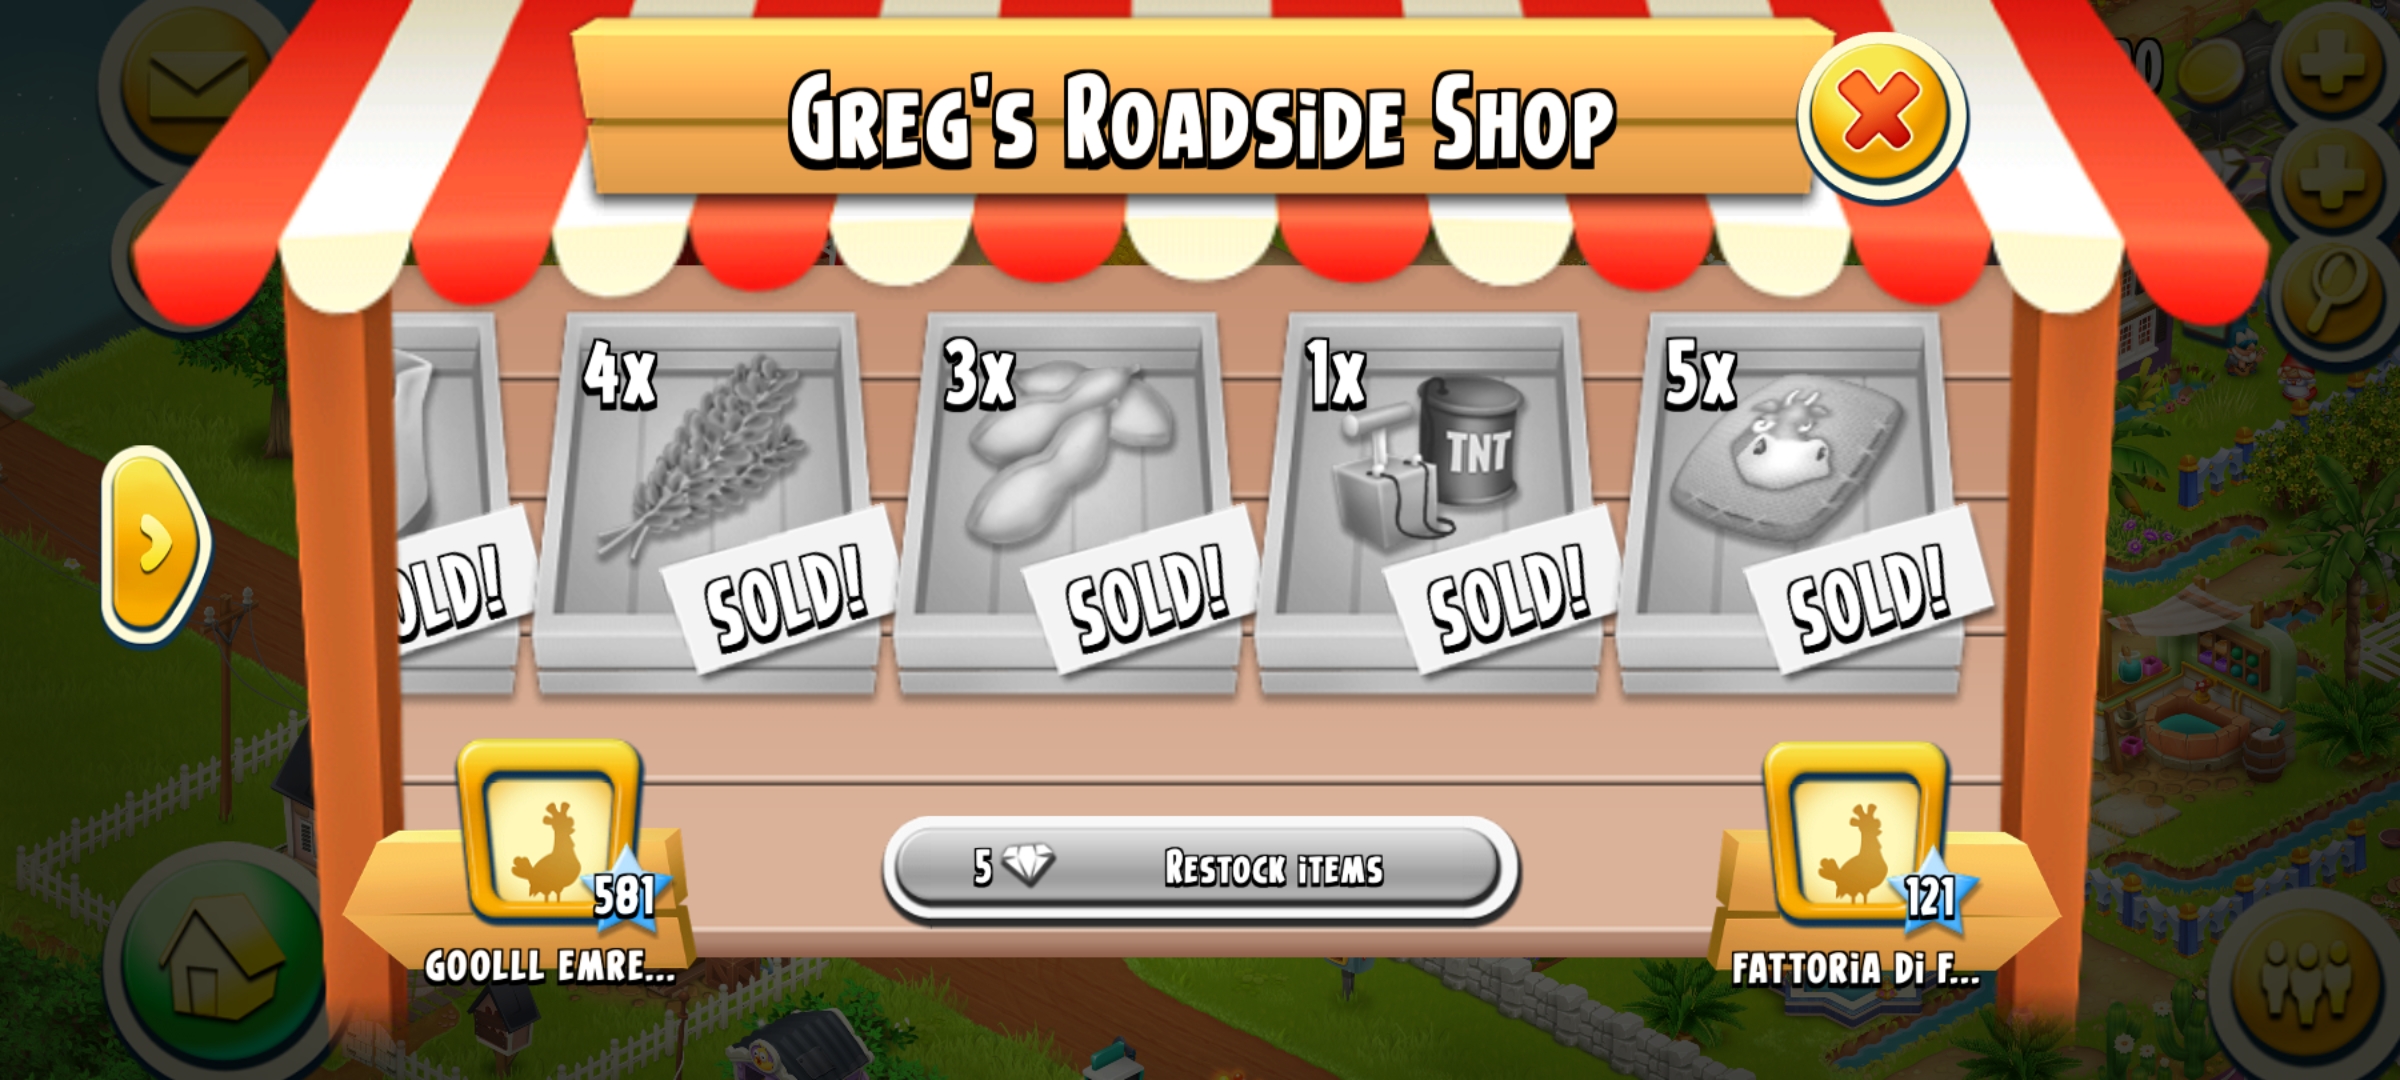 GREG'S ROADSIDE SHOP
4x
3x
1x
5x
TNT
OLD!
SOLD!
SOLD!
SOLD!
SOLD!
581
5
RESTOCK ITEMS
121
GOOLLL EMRE...
FATTORIA DI F...